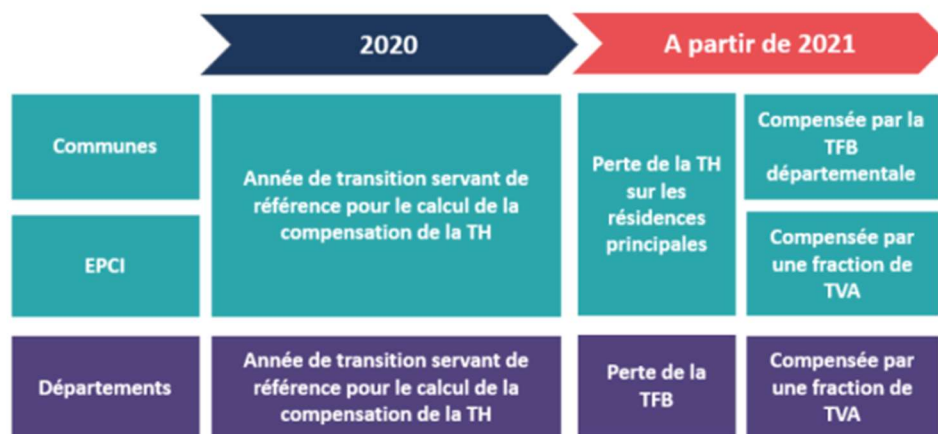 2020
A partir de 2021
Communes
Année de transition servant de
référence pour le calcul de la
compensation de la TH
Perte de la TH
sur les
résidences
principales
Compensée par la
TFB
départementale
EPCI
Compensée par
une fraction de
TVA
Départements
Année de transition servant de
référence pour le calcul de la
compensation de la TH
Perte de la
TFB
Compensée par
une fraction de
TVA